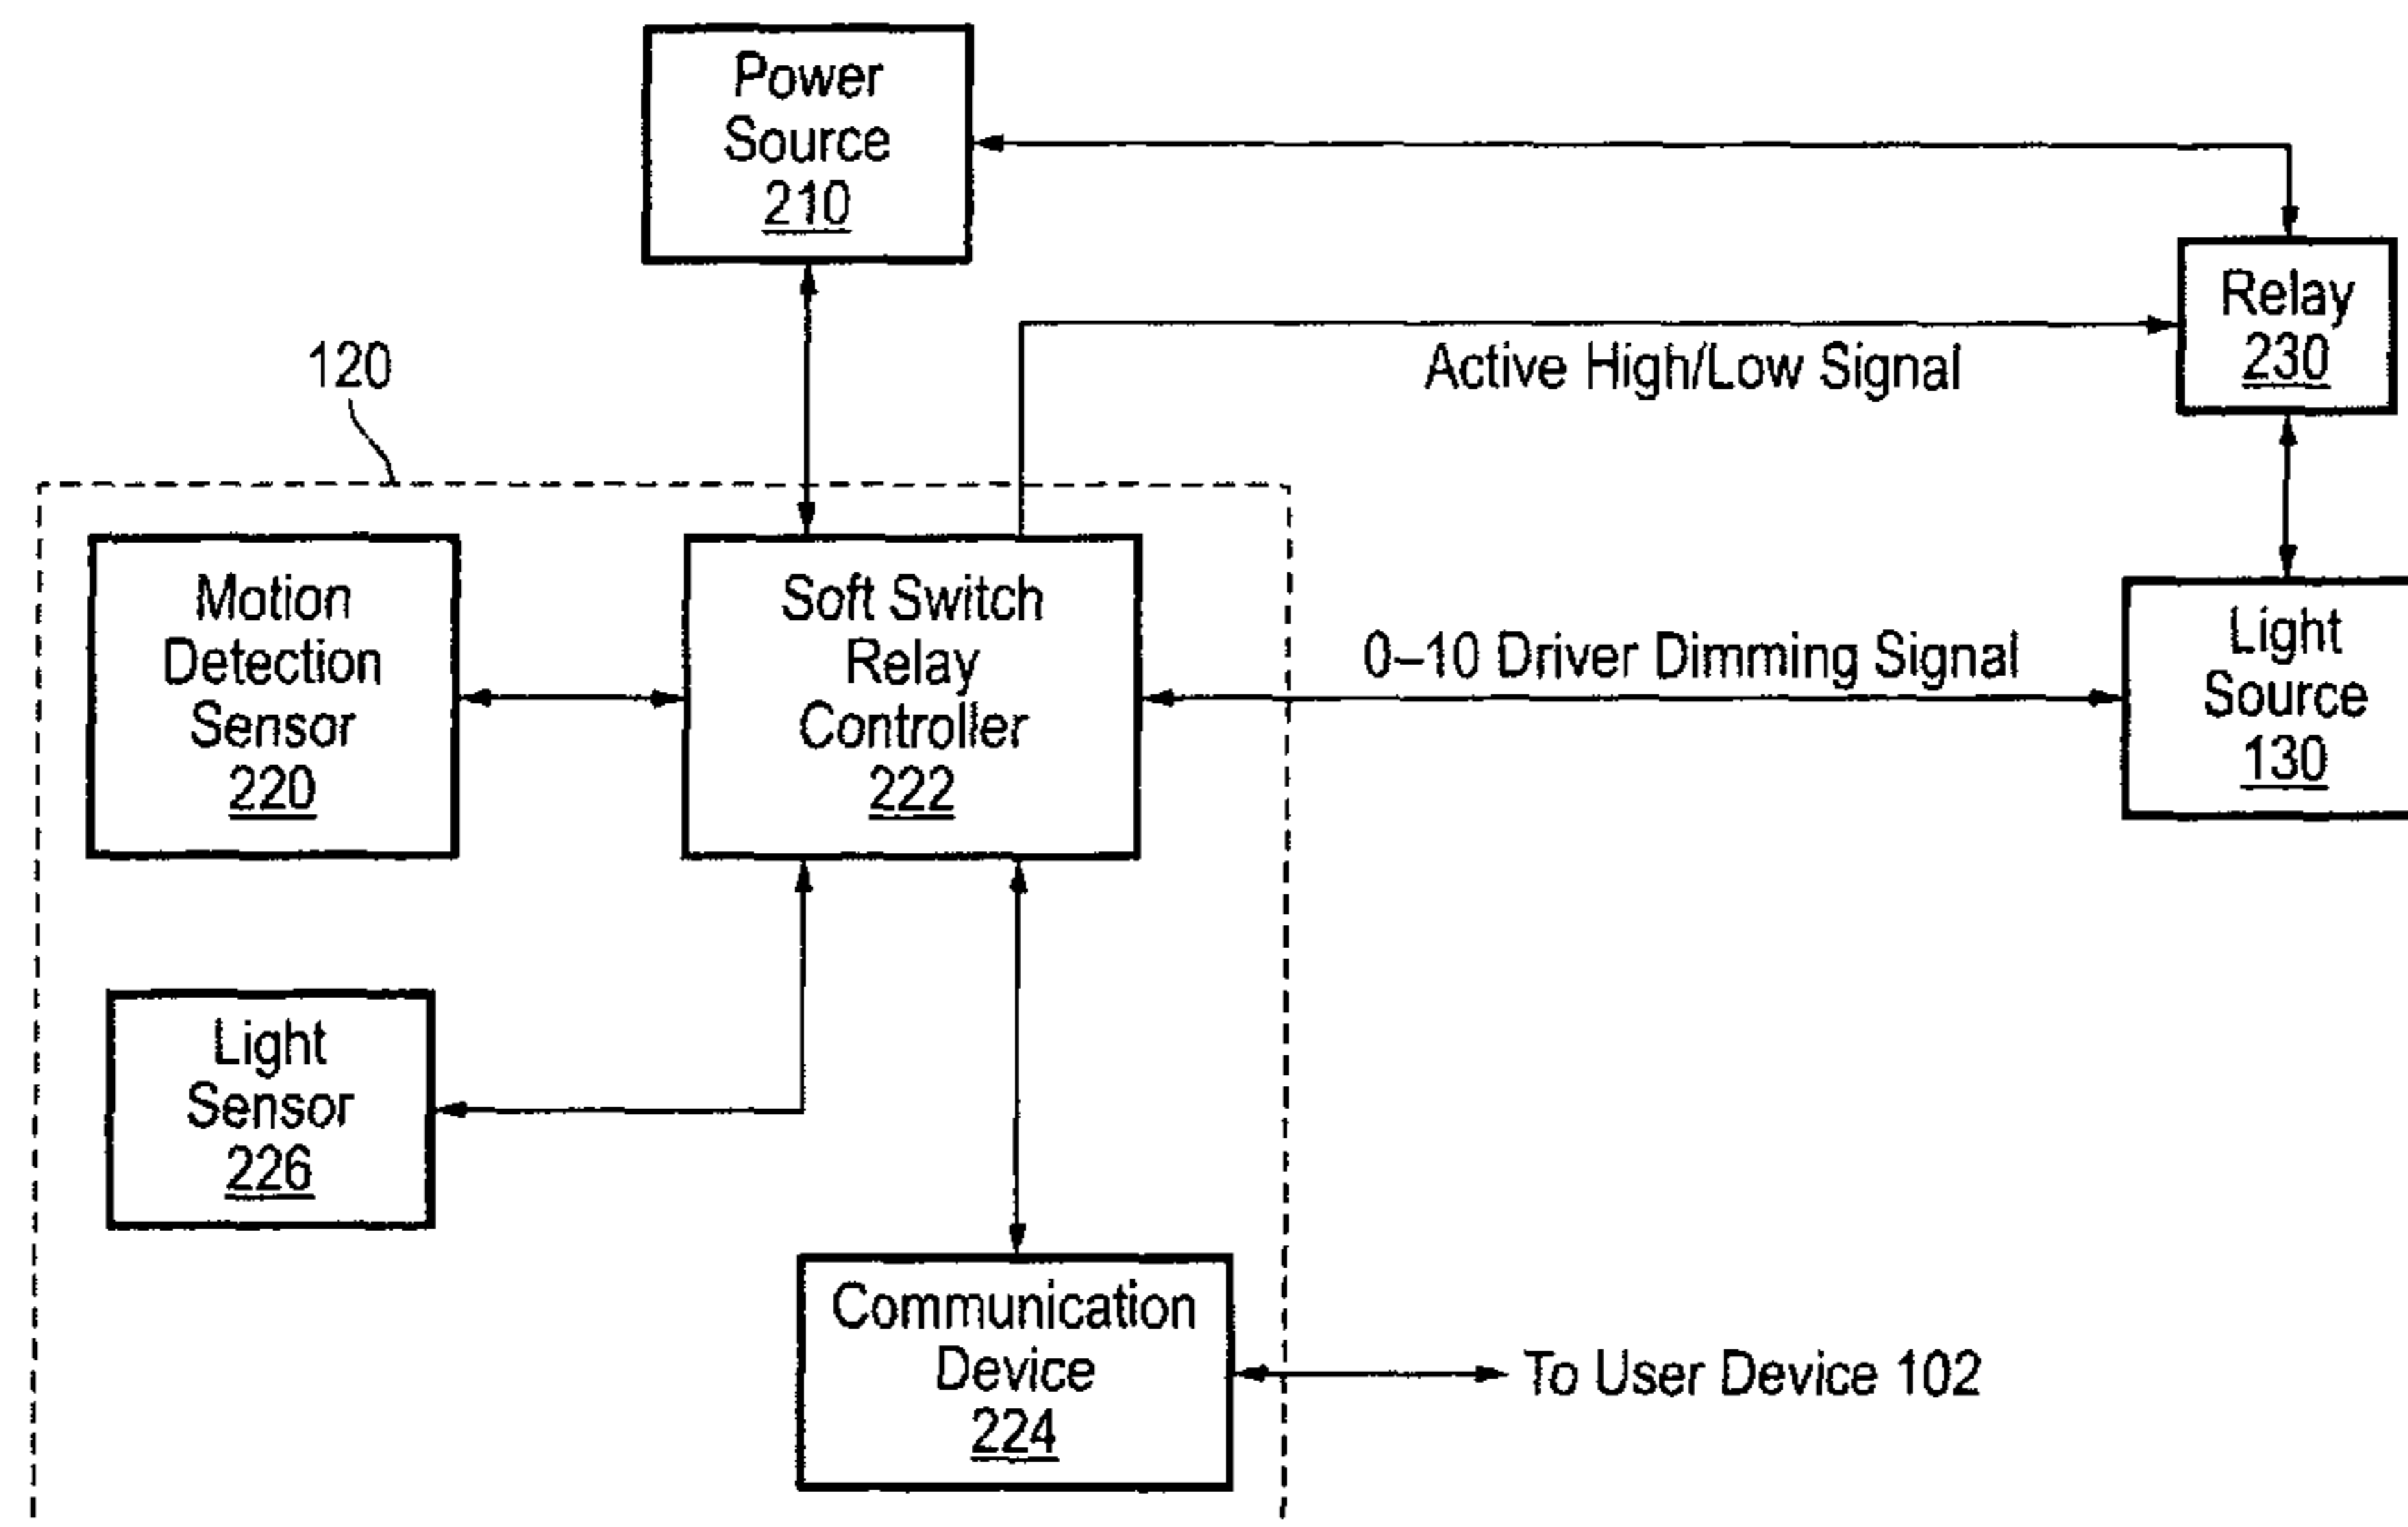 Power
Source
210
Relay
230
Active High/Low Signal
120
Motion
Detection
Sensor
220
Soft Switch
Relay
Controller
222
0–10 Driver Dimming Signal
Light
Source
130
Light
Sensor
226
Communication
Device
224
To User Device 102